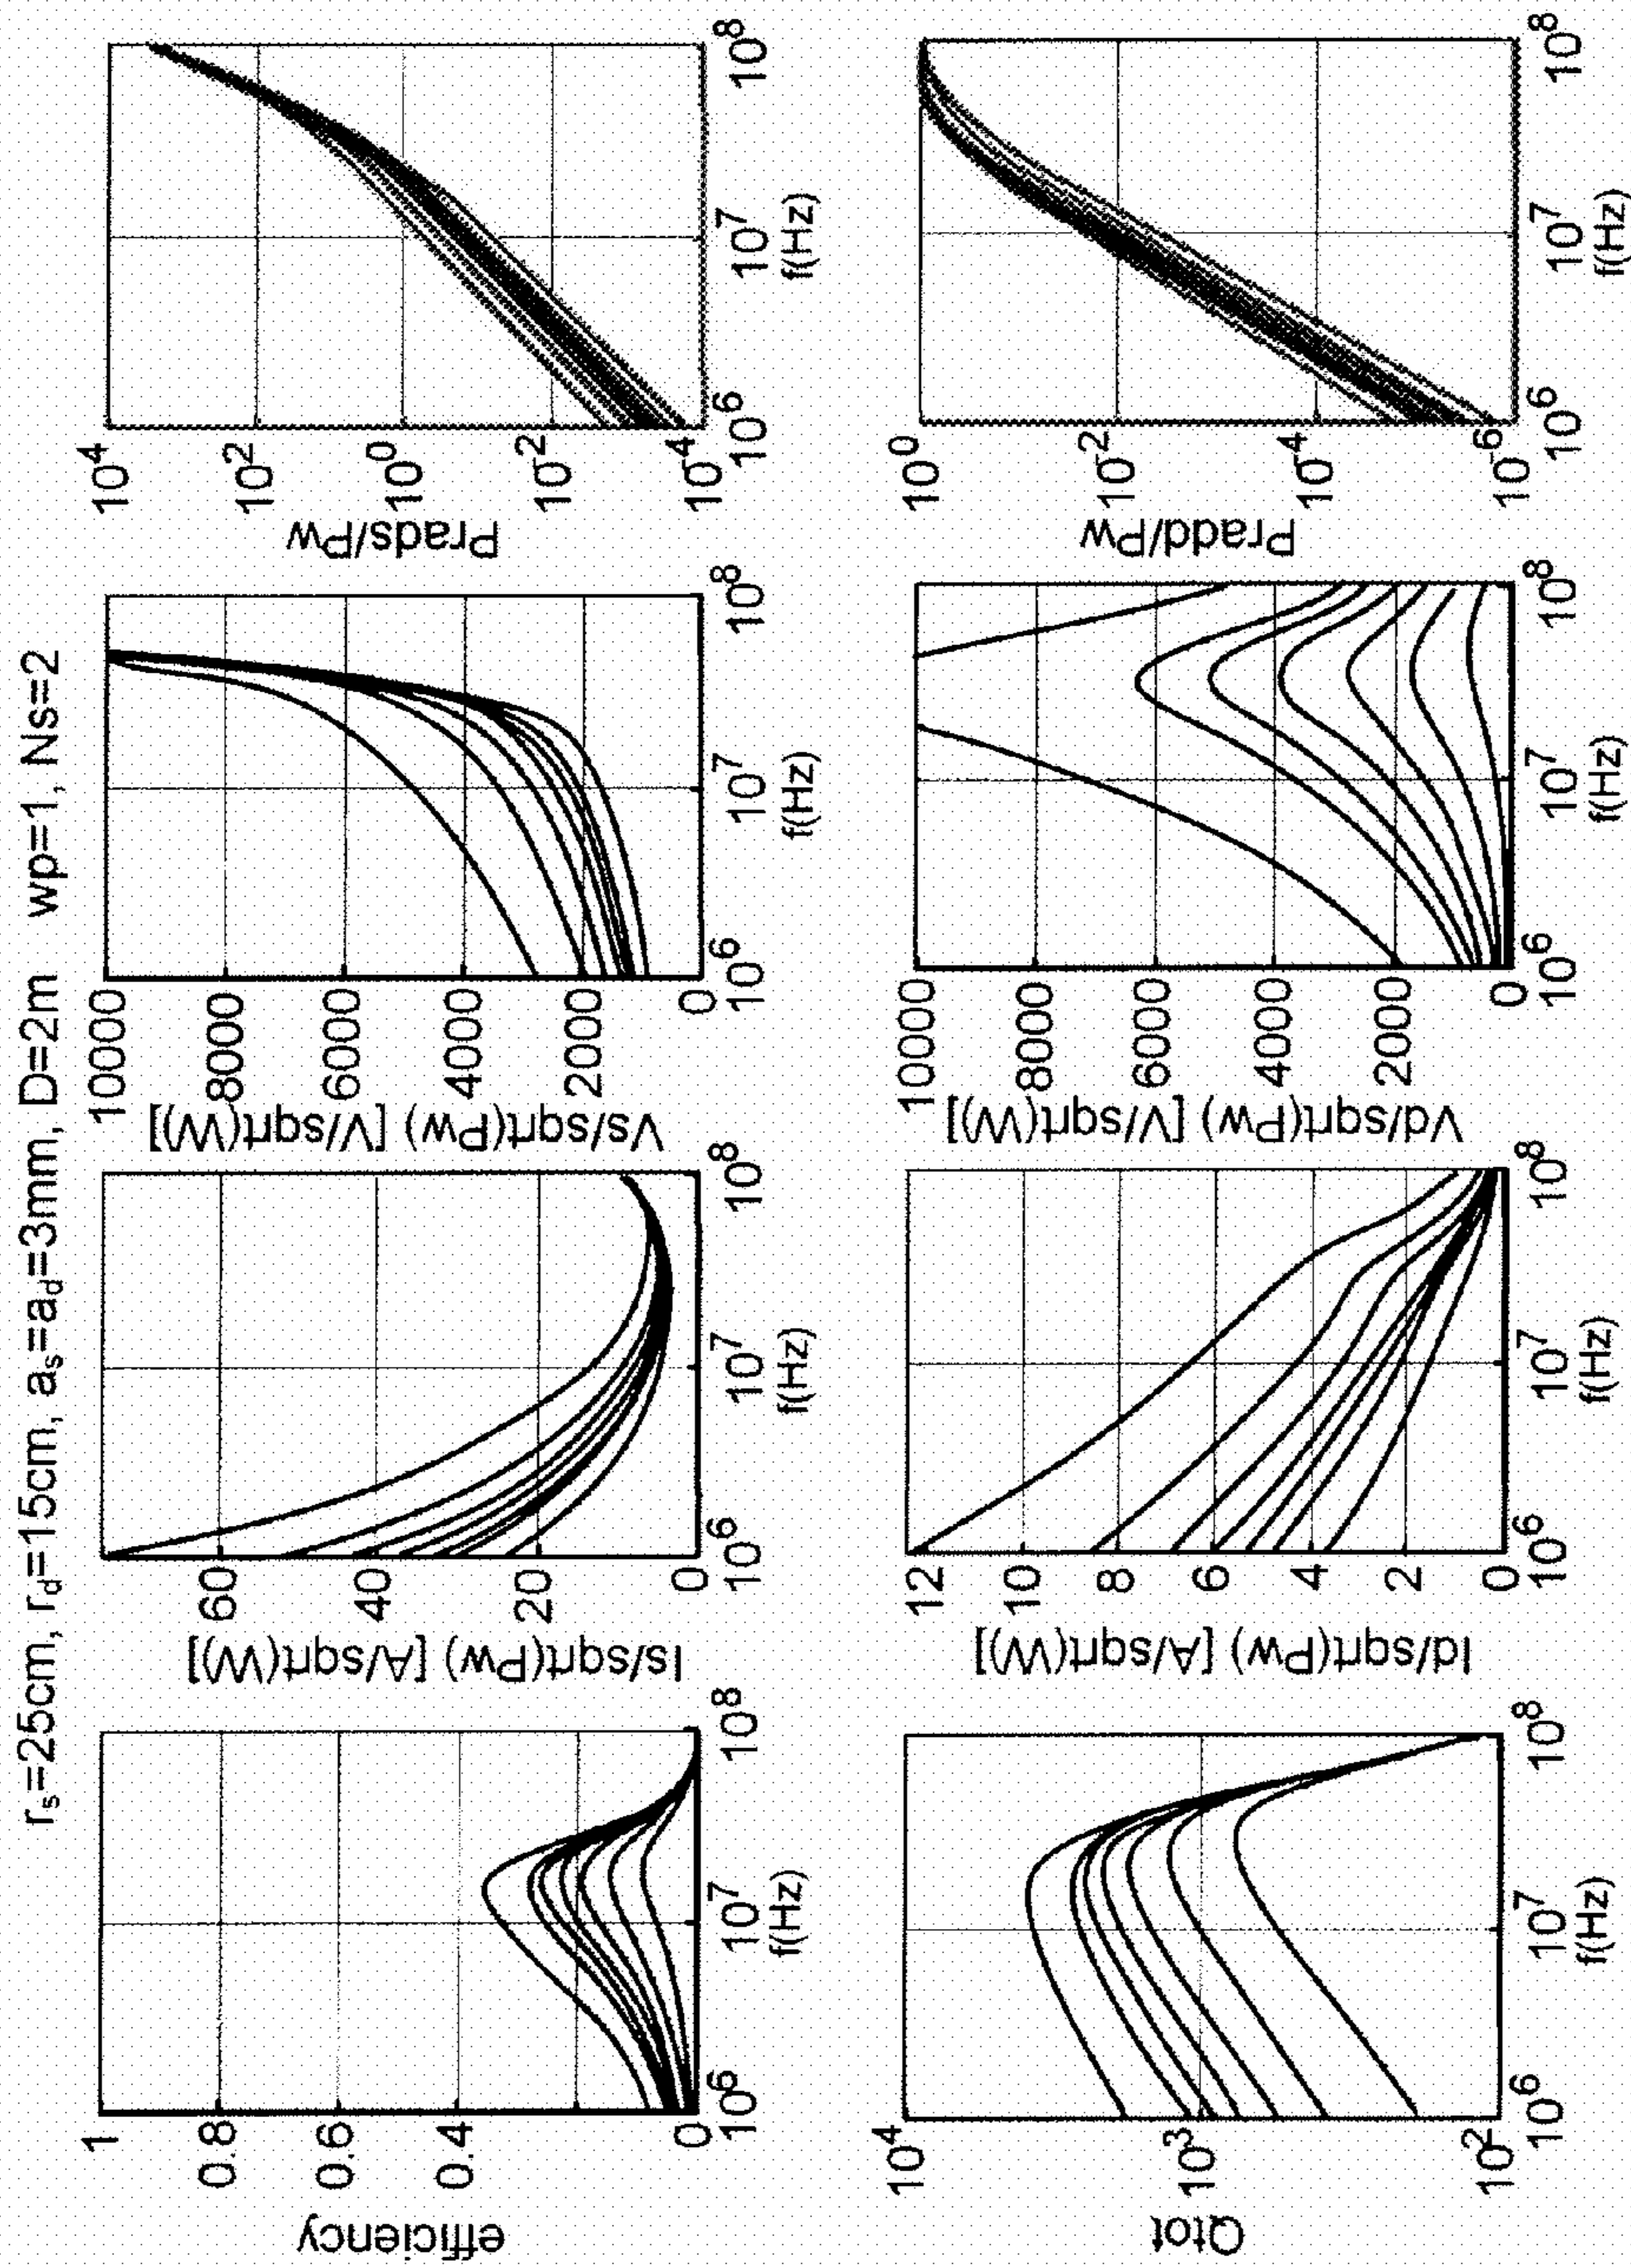 r_s=25cm, r_d=15cm, a_s=a_d=3mm, D=2m wp=1, Ns=2
efficiency
1
0.8
0.6
0.4
0
10^6 10^7 10^8
f(Hz)
Is/sqrt(Pw) [A/sqrt(W)]
60
40
20
0
10^6 10^7 10^8
f(Hz)
Vs/sqrt(Pw) [V/sqrt(W)]
10000
8000
6000
4000
2000
0
10^6 10^7 10^8
f(Hz)
Prads/Pw
10^4
10^2
10^0
10^-2
10^-4
10^6 10^7 10^8
f(Hz)
Qtot
10^4
10^3
10^2
10^6 10^7 10^8
f(Hz)
Id/sqrt(Pw) [A/sqrt(W)]
12
10
8
6
4
2
0
10^6 10^7 10^8
f(Hz)
Vd/sqrt(Pw) [V/sqrt(W)]
10000
8000
6000
4000
2000
0
10^6 10^7 10^8
f(Hz)
Pradd/Pw
10^0
10^-2
10^-4
10^-6
10^6 10^7 10^8
f(Hz)